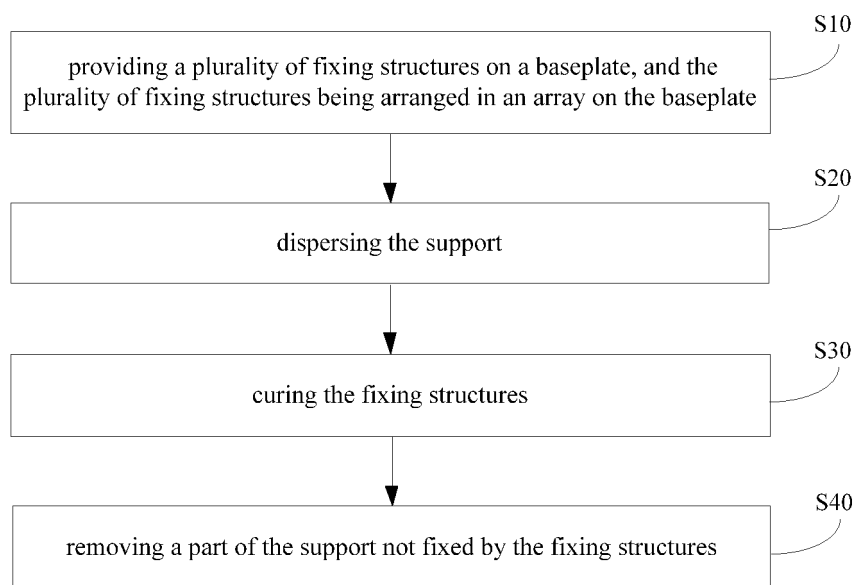 S10
providing a plurality of fixing structures on a baseplate, and the
plurality of fixing structures being arranged in an array on the baseplate
S20
dispersing the support
S30
curing the fixing structures
S40
removing a part of the support not fixed by the fixing structures